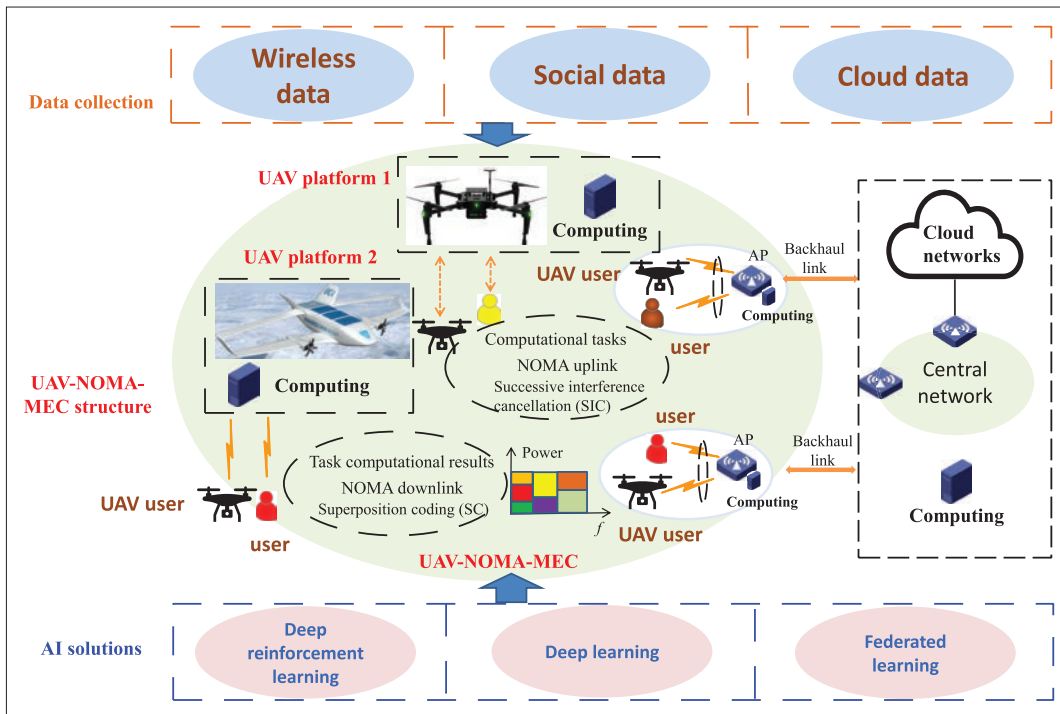 Wireless
data
Social data
Cloud data
Data collection
UAV platform 1
Computing
UAV platform 2
Computing
UAV user
AP
Computing
user
Backhaul
link
Cloud
networks
Central
network
Computing
Computational tasks
NOMA uplink
Successive interference
cancellation (SIC)
UAV-NOMA-
MEC structure
Task computational results
NOMA downlink
Superposition coding (SC)
Power
f
user
AP
Computing
UAV user
Backhaul
link
UAV user
user
UAV-NOMA-MEC
AI solutions
Deep
reinforcement
learning
Deep learning
Federated
learning